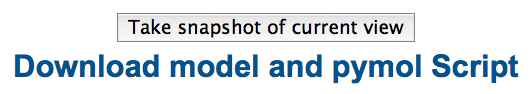 Take snapshot of current view
Download model and pymol Script